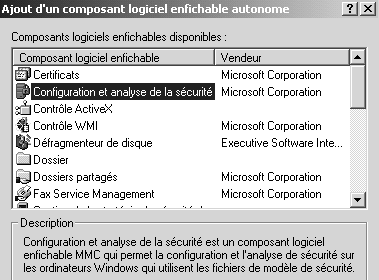 Ajout d'un composant logiciel enfichable autonome
Composants logiciels enfichables disponibles :
Composant logiciel enfichable Vendeur
Certificats Microsoft Corporation
Configuration et analyse de la sécurité Microsoft Corporation
Contrôle ActiveX
Contrôle WMI Microsoft Corporation
Défragmenteur de disque Executive Software Inte...
Dossier
Dossiers partagés Microsoft Corporation
Fax Service Management Microsoft Corporation
Description
Configuration et analyse de la sécurité est un composant logiciel
enfichable MMC qui permet la configuration et l'analyse de sécurité sur
les ordinateurs Windows qui utilisent les fichiers de modèle de sécurité.